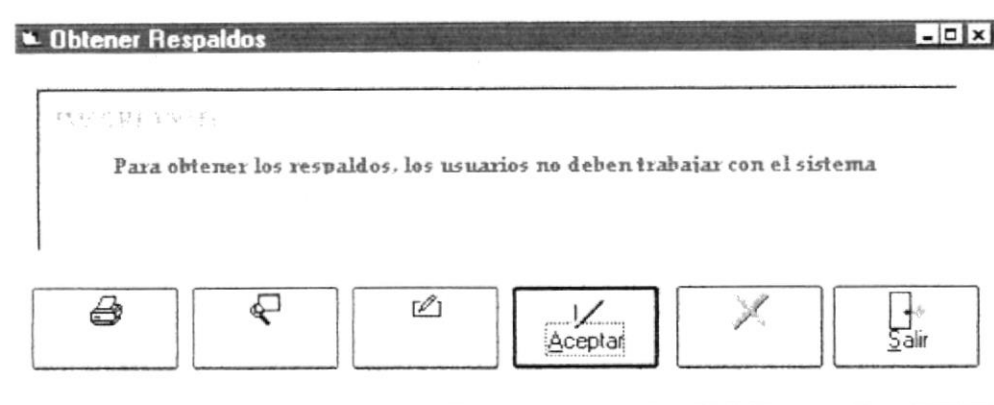 Obtener Respaldos
Para obtener los respaldos, los usuarios no deben trabajar con el sistema
Aceptar
Salir